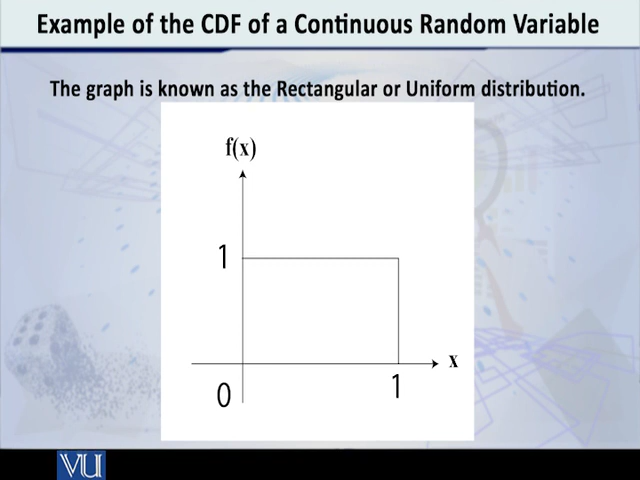 Example of the CDF of a Continuous Random Variable
The graph is known as the Rectangular or Uniform distribution.
f(x)
1
x
0
1
VU